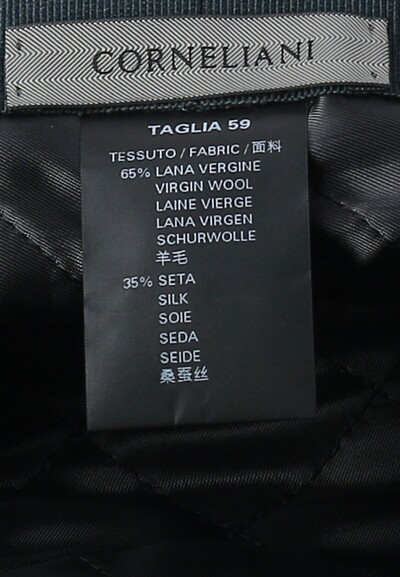 CORNELIANI
TAGLIA 59
TESSUTO / FABRIC / 面料
65% LANA VERGINE
VIRGIN WOOL
LAINE VIERGE
LANA VIRGEN
SCHURWOLLE
羊毛
35% SETA
SILK
SOIE
SEDA
SEIDE
桑蚕丝